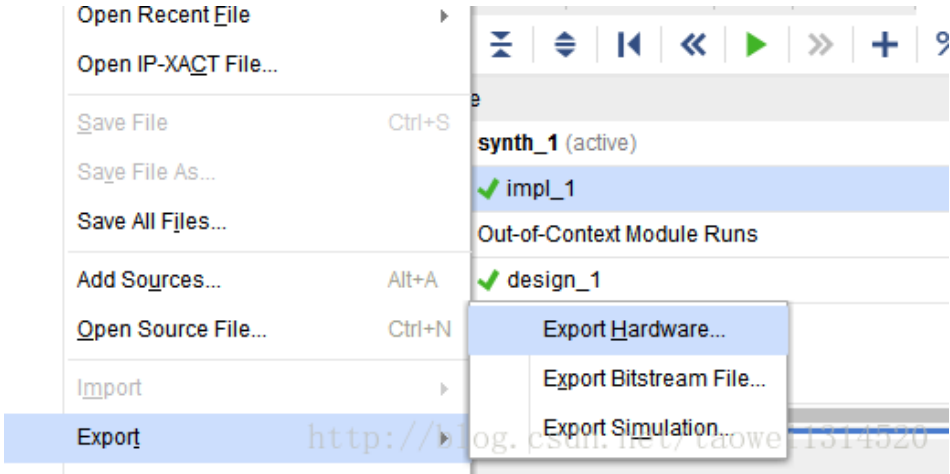 Open Recent File
Open IP-XACT File...
Save File Ctrl+S
Save File As...
Save All Files...
Add Sources... Alt+A
Open Source File... Ctrl+N
Import
Export
e
synth_1 (active)
impl_1
Out-of-Context Module Runs
design_1
Export Hardware...
Export Bitstream File...
Export Simulation...
http://blog.csdn.net/taowei1314520